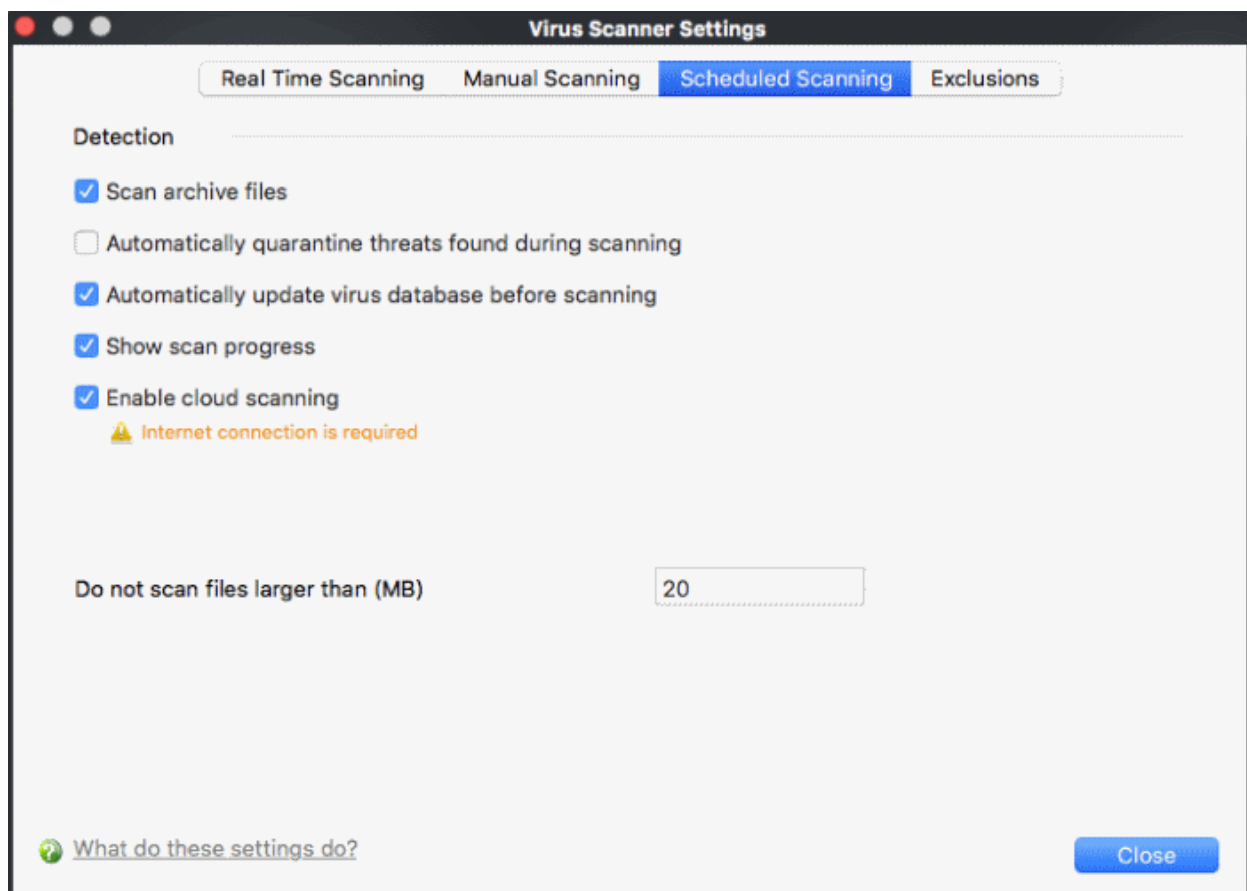 Virus Scanner Settings
Real Time Scanning Manual Scanning Scheduled Scanning Exclusions
Detection
Scan archive files
Automatically quarantine threats found during scanning
Automatically update virus database before scanning
Show scan progress
Enable cloud scanning
Internet connection is required
Do not scan files larger than (MB) 20
What do these settings do? Close